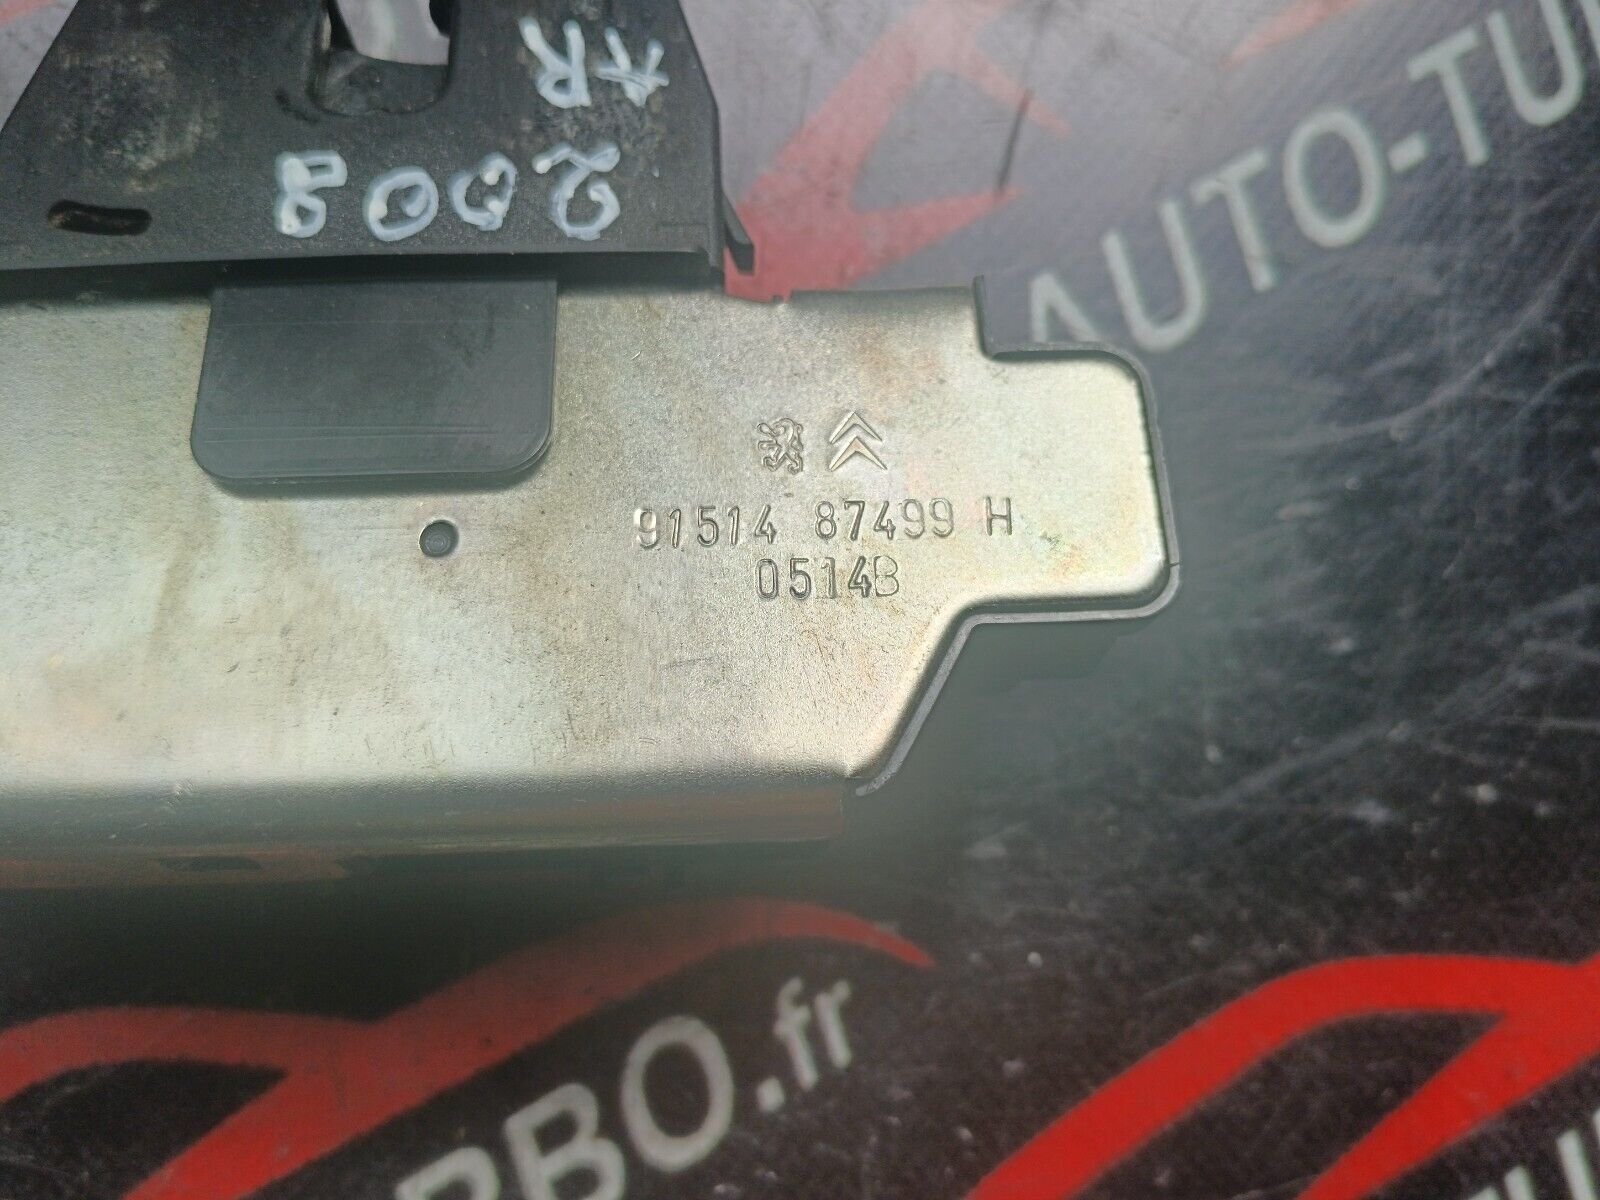 AR
2008
91514 87499 H
0514B
AUTO-TU
RBO.fr